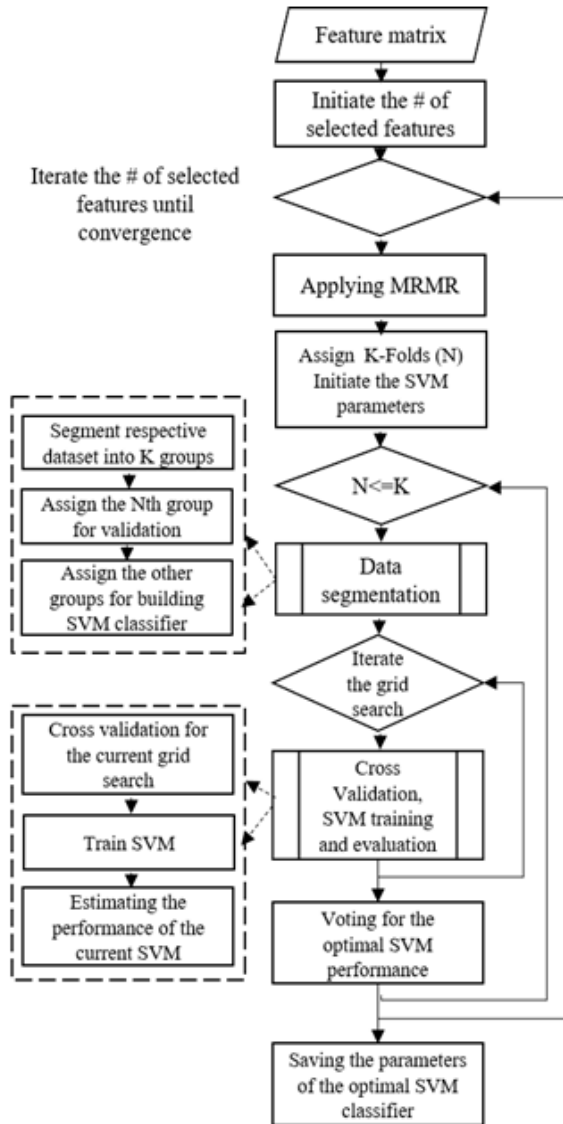 Feature matrix
Initiate the # of
selected features
Iterate the # of selected
features until
convergence
Applying MRMR
Assign K-Folds (N)
Initiate the SVM
parameters
N<=K
Segment respective
dataset into K groups
Assign the Nth group
for validation
Assign the other
groups for building
SVM classifier
Data
segmentation
Iterate
the grid
search
Cross validation for
the current grid
search
Train SVM
Estimating the
performance of the
current SVM
Cross
Validation,
SVM training
and evaluation
Voting for the
optimal SVM
performance
Saving the parameters
of the optimal SVM
classifier